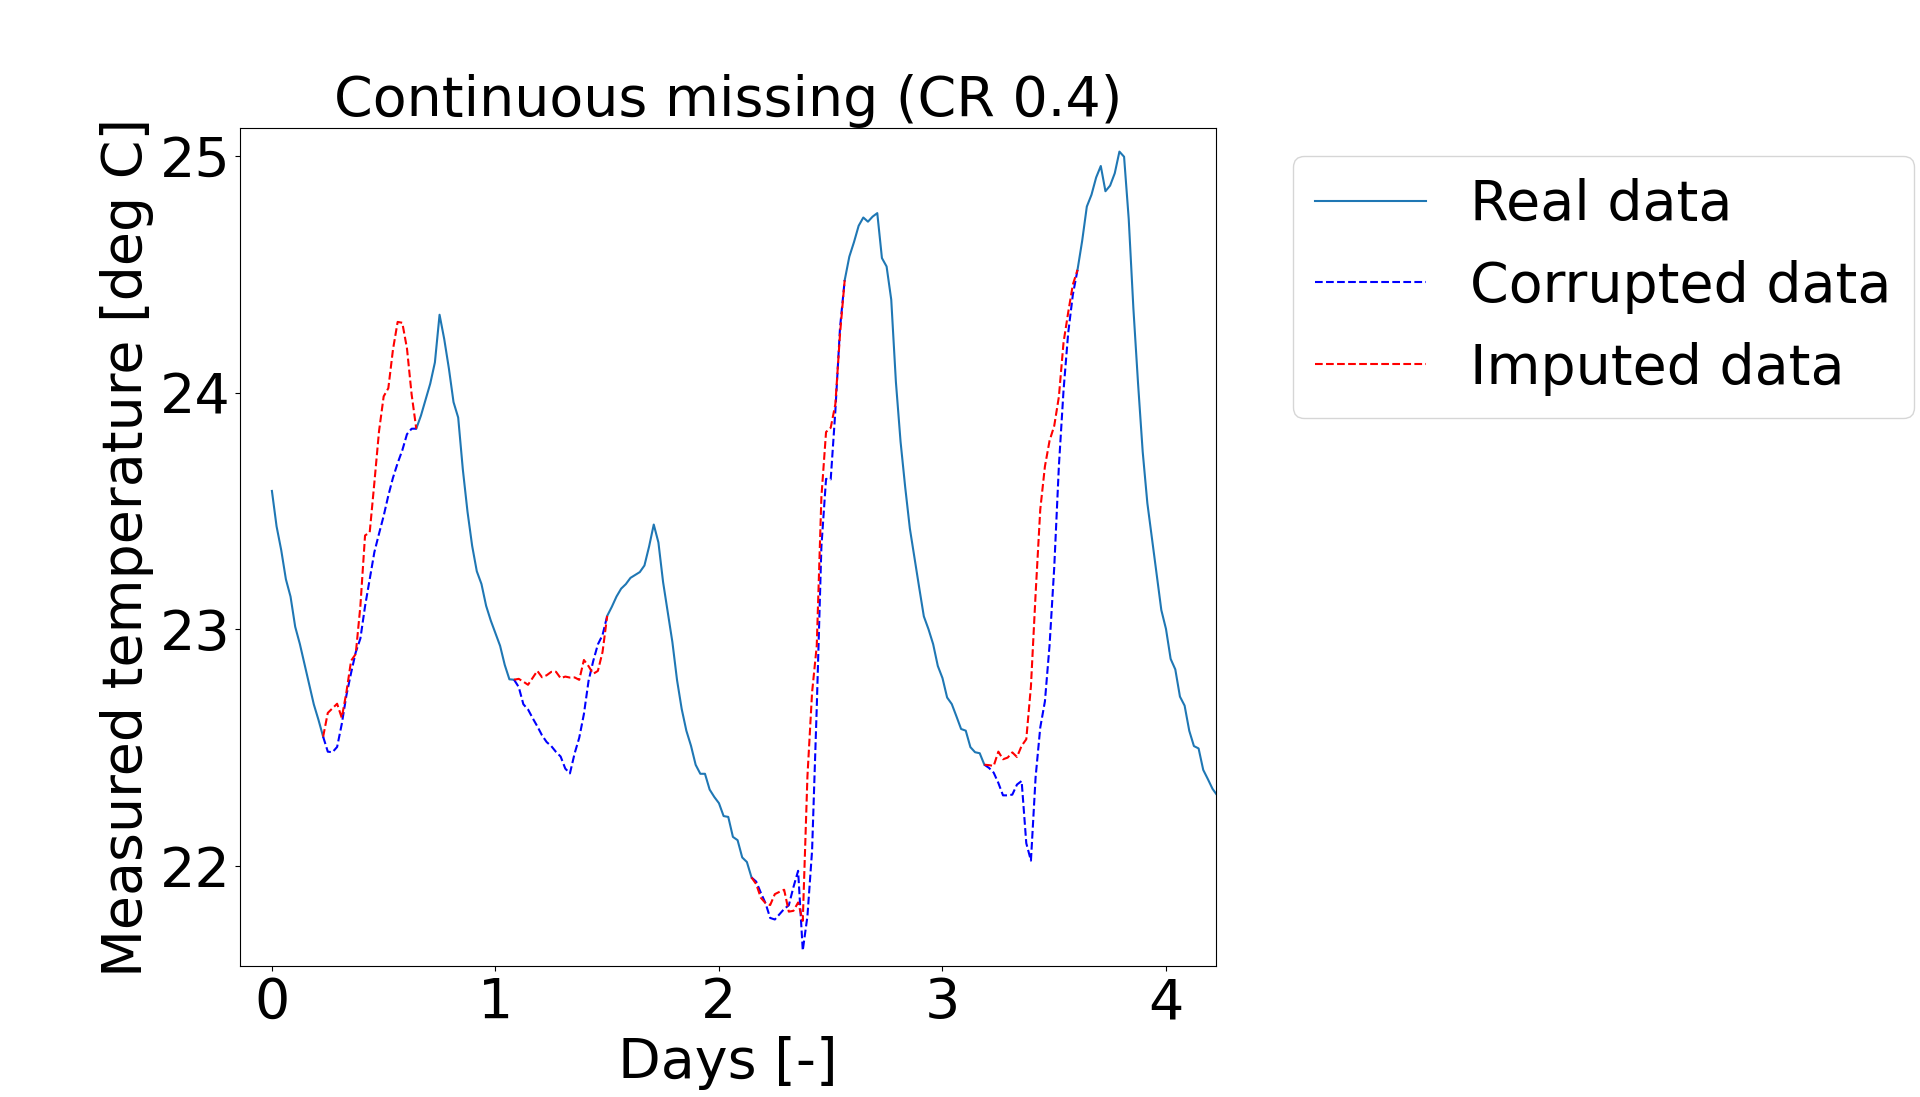 Continuous missing (CR 0.4)
Measured temperature [deg C]
25
24
23
22
0 1 2 3 4
Days [-]
Real data
Corrupted data
Imputed data